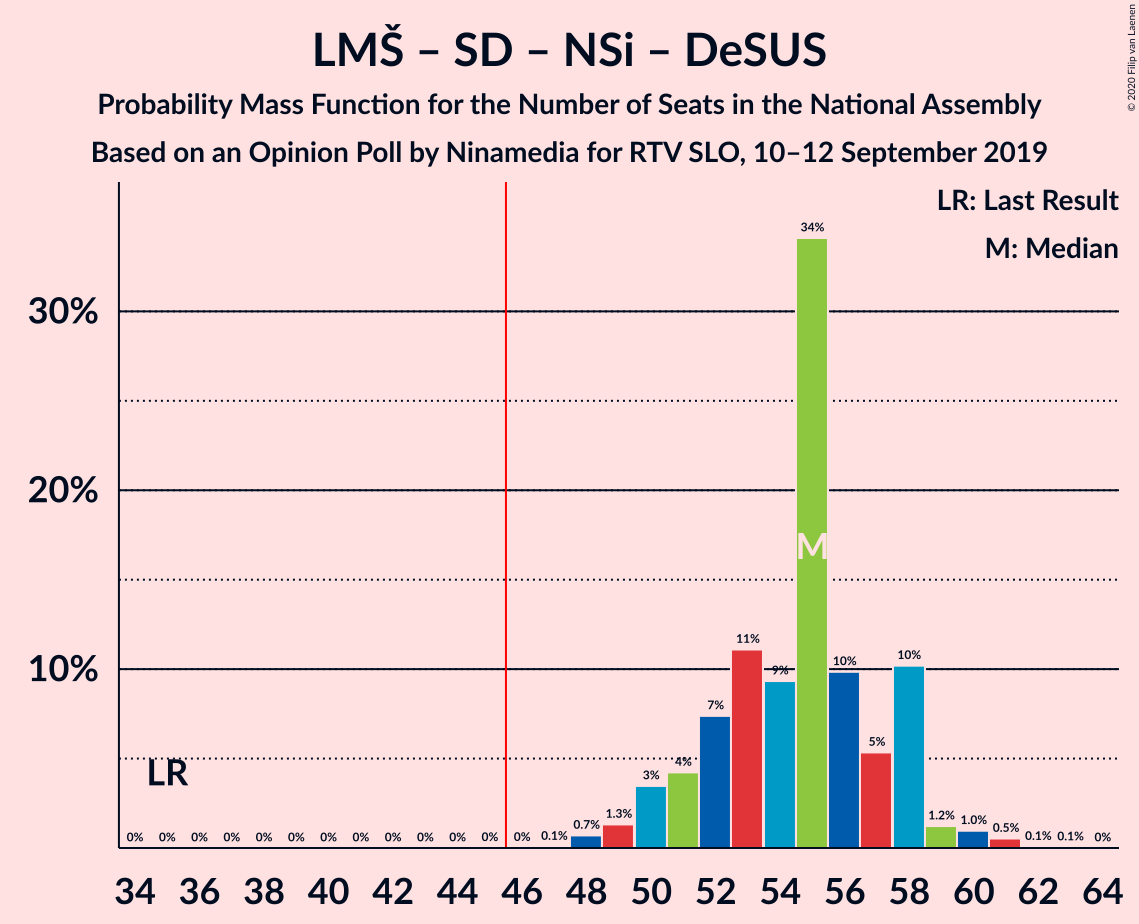 LMŠ – SD – NSi – DeSUS
Probability Mass Function for the Number of Seats in the National Assembly
Based on an Opinion Poll by Ninamedia for RTV SLO, 10–12 September 2019
© 2020 Filip van Laenen
LR: Last Result
M: Median
30%
20%
10%
LR
M
0% 0% 0% 0% 0% 0% 0% 0% 0% 0% 0% 0% 0% 0.1% 0.7% 1.3% 3% 4% 7% 11% 9% 34% 10% 5% 10% 1.2% 1.0% 0.5% 0.1% 0.1% 0%
34 36 38 40 42 44 46 48 50 52 54 56 58 60 62 64